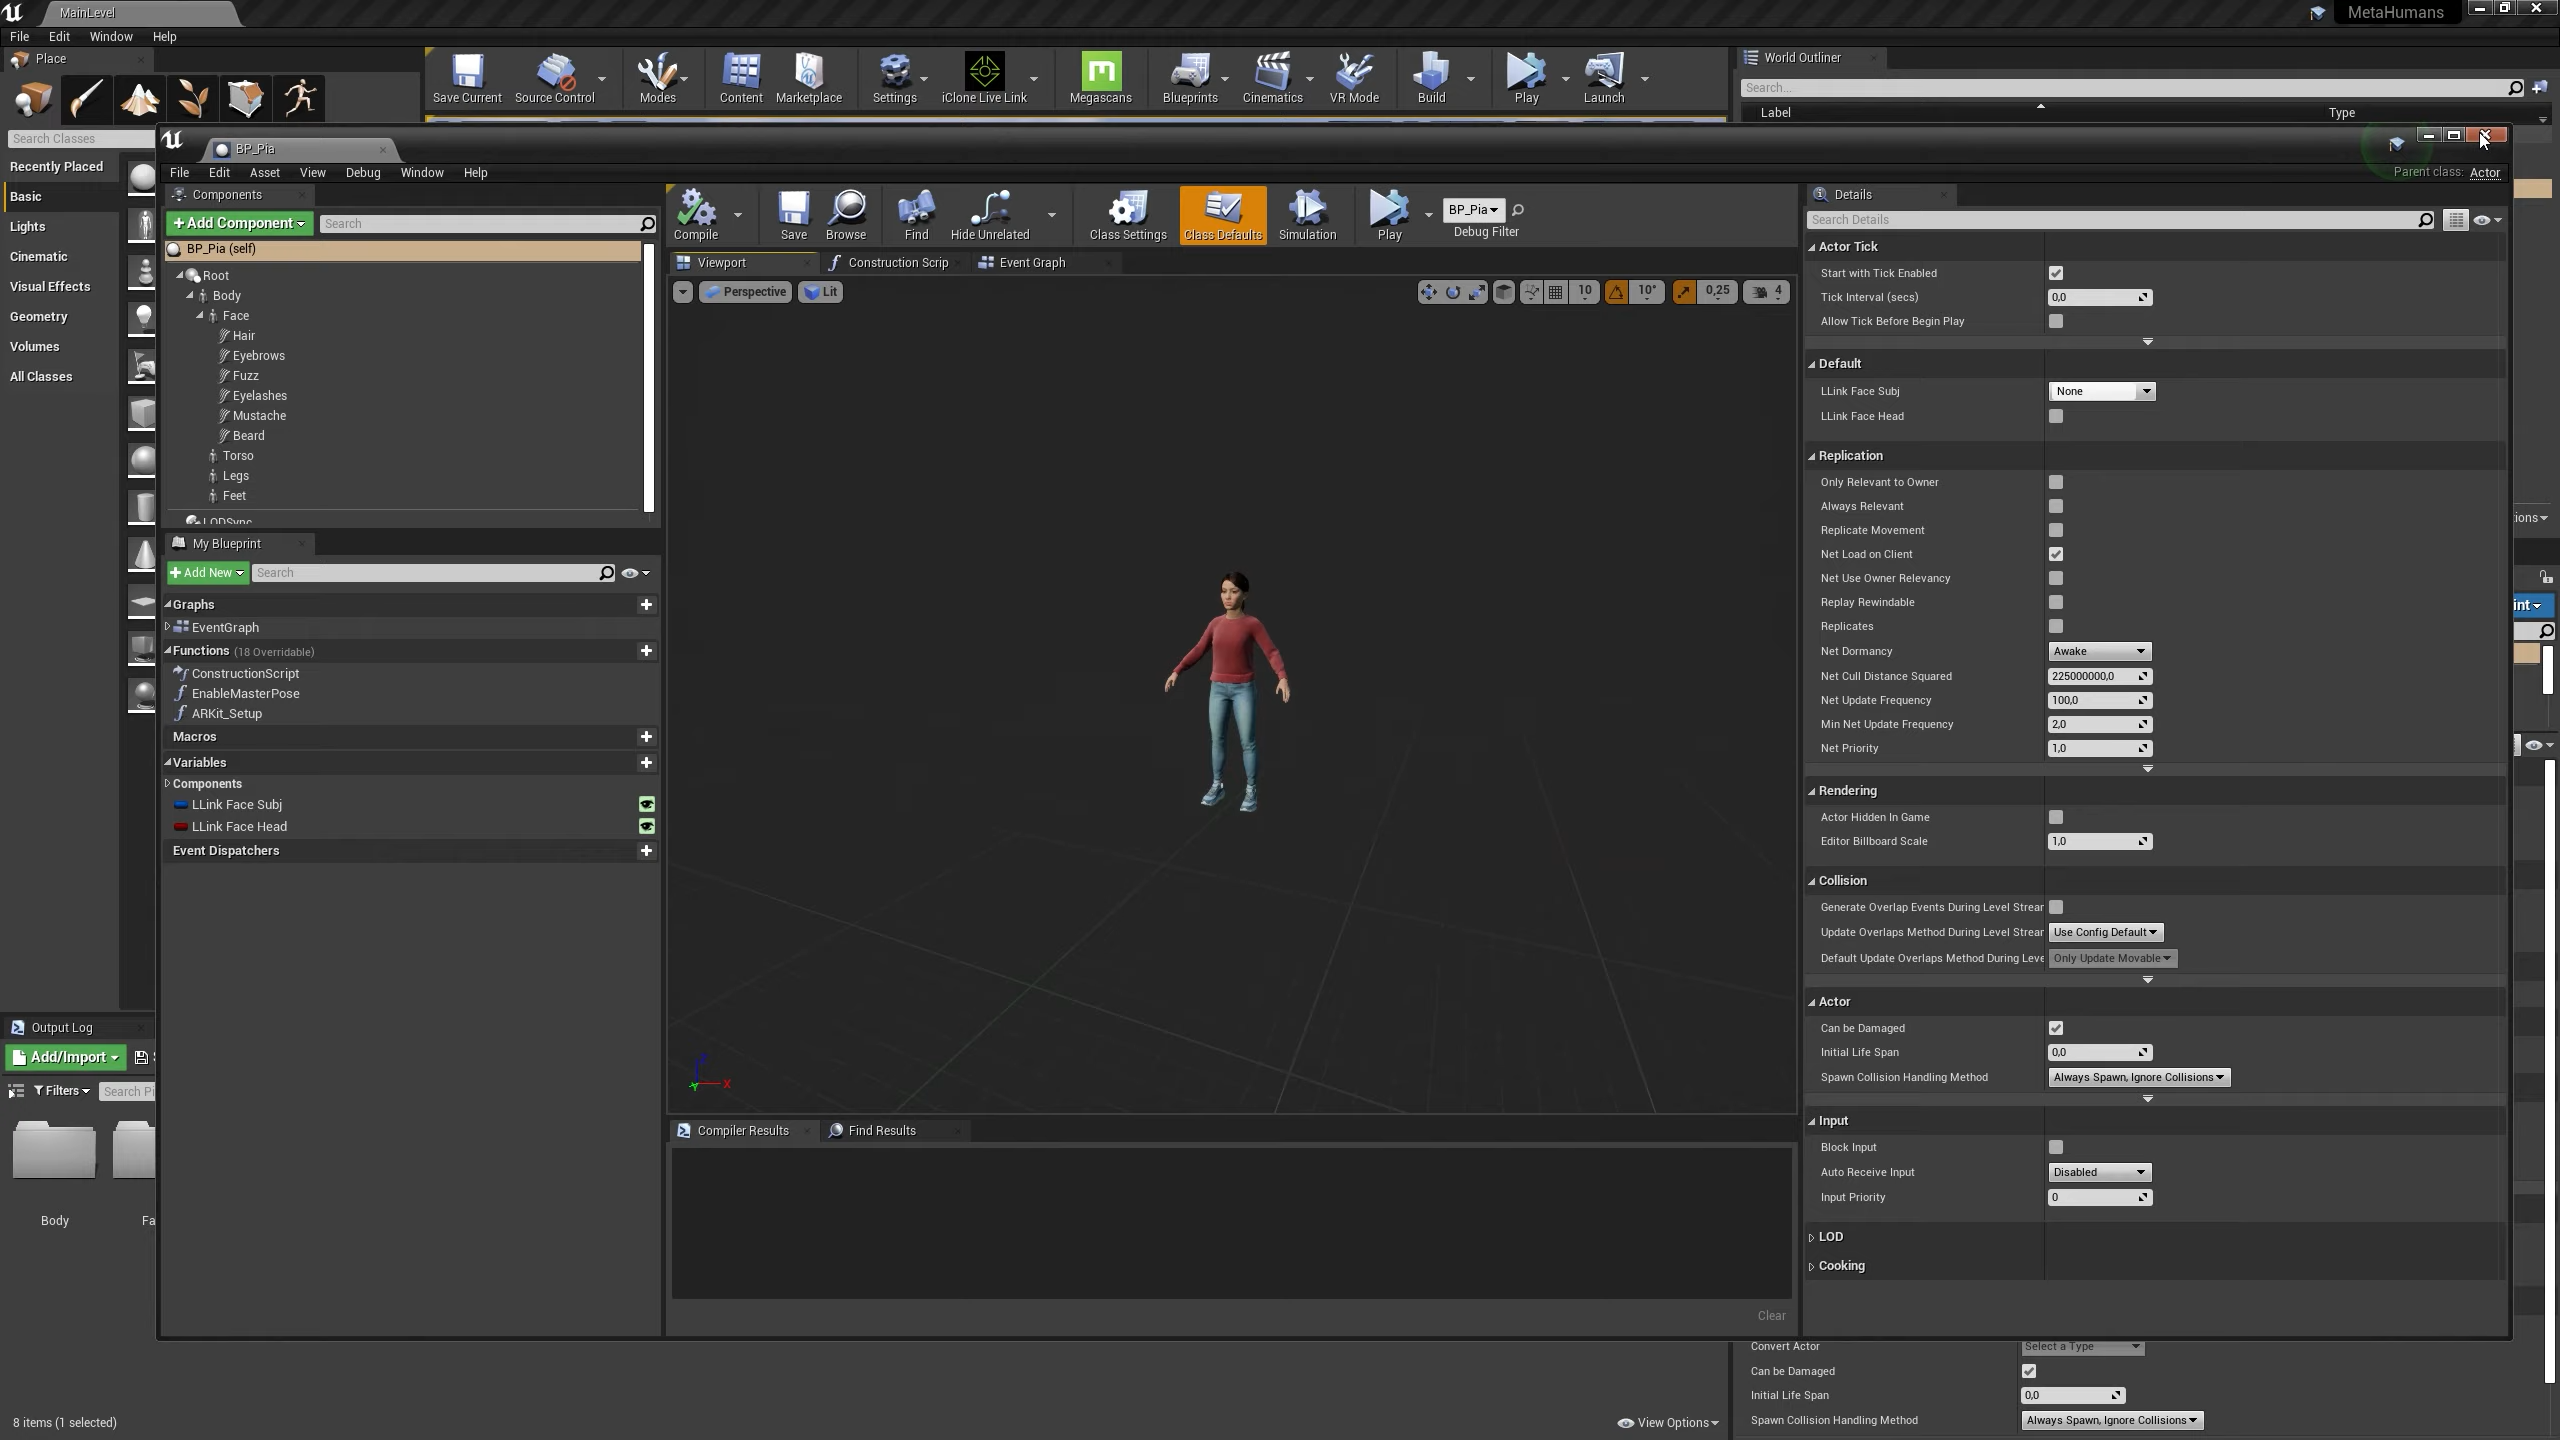 MainLevel
MetaHumans
File Edit Window Help
Place
World Outliner
Save Current
Source Control
Modes
Content
Marketplace
Settings
iClone Live Link
Megascans
Blueprints
Cinematics
VR Mode
Build
Play
Launch
Search...
Label
Type
Search Classes
Recently Placed
Basic
Lights
Cinematic
Visual Effects
Geometry
Volumes
All Classes
BP_Pia
File Edit Asset View Debug Window Help
Parent class: Actor
Components
+Add Component
Search
BP_Pia (self)
Root
Body
Face
Hair
Eyebrows
Fuzz
Eyelashes
Mustache
Beard
Torso
Legs
Feet
LODSync
My Blueprint
+Add New
Search
Graphs
EventGraph
Functions (18 Overridable)
ConstructionScript
EnableMasterPose
ARKit_Setup
Macros
Variables
Components
LLink Face Subj
LLink Face Head
Event Dispatchers
Compile
Save
Browse
Find
Hide Unrelated
Class Settings
Class Defaults
Simulation
Play
BP_Pia
Debug Filter
Viewport
Construction Scrip
Event Graph
Perspective
Lit
10
10°
0,25
4
X
Compiler Results
Find Results
Clear
Details
Search Details
Actor Tick
Start with Tick Enabled
Tick Interval (secs) 0,0
Allow Tick Before Begin Play
Default
LLink Face Subj None
LLink Face Head
Replication
Only Relevant to Owner
Always Relevant
Replicate Movement
Net Load on Client
Net Use Owner Relevancy
Replay Rewindable
Replicates
Net Dormancy Awake
Net Cull Distance Squared 225000000,0
Net Update Frequency 100,0
Min Net Update Frequency 2,0
Net Priority 1,0
Rendering
Actor Hidden In Game
Editor Billboard Scale 1,0
Collision
Generate Overlap Events During Level Strear
Update Overlaps Method During Level Strear Use Config Default
Default Update Overlaps Method During Leve Only Update Movable
Actor
Can be Damaged
Initial Life Span 0,0
Spawn Collision Handling Method Always Spawn, Ignore Collisions
Input
Block Input
Auto Receive Input Disabled
Input Priority 0
LOD
Cooking
ions
int
Output Log
Add/Import
Filters
Search Pi
Body
Fa
8 items (1 selected)
View Options
Convert Actor Select a Type
Can be Damaged
Initial Life Span 0,0
Spawn Collision Handling Method Always Spawn, Ignore Collisions